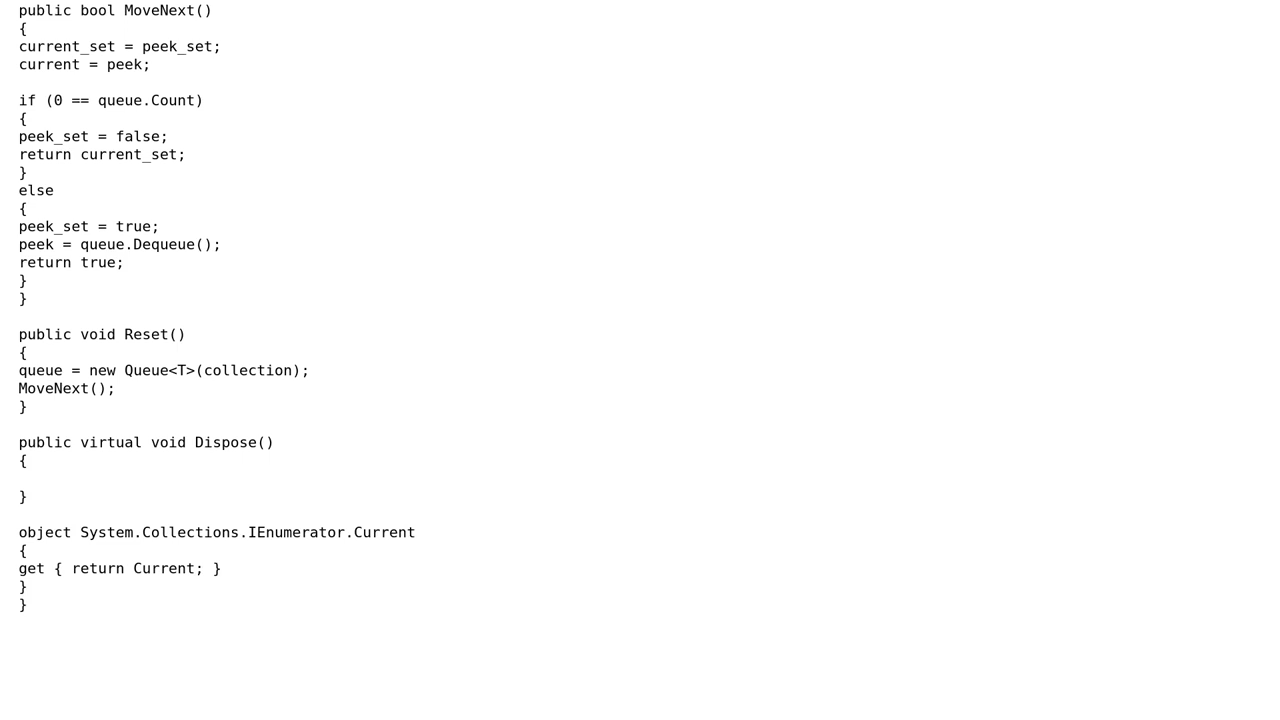 public bool MoveNext()
{
current_set = peek_set;
current = peek;

if (0 == queue.Count)
{
peek_set = false;
return current_set;
}
else
{
peek_set = true;
peek = queue.Dequeue();
return true;
}
}

public void Reset()
{
queue = new Queue<T>(collection);
MoveNext();
}

public virtual void Dispose()
{

}

object System.Collections.IEnumerator.Current
{
get { return Current; }
}
}